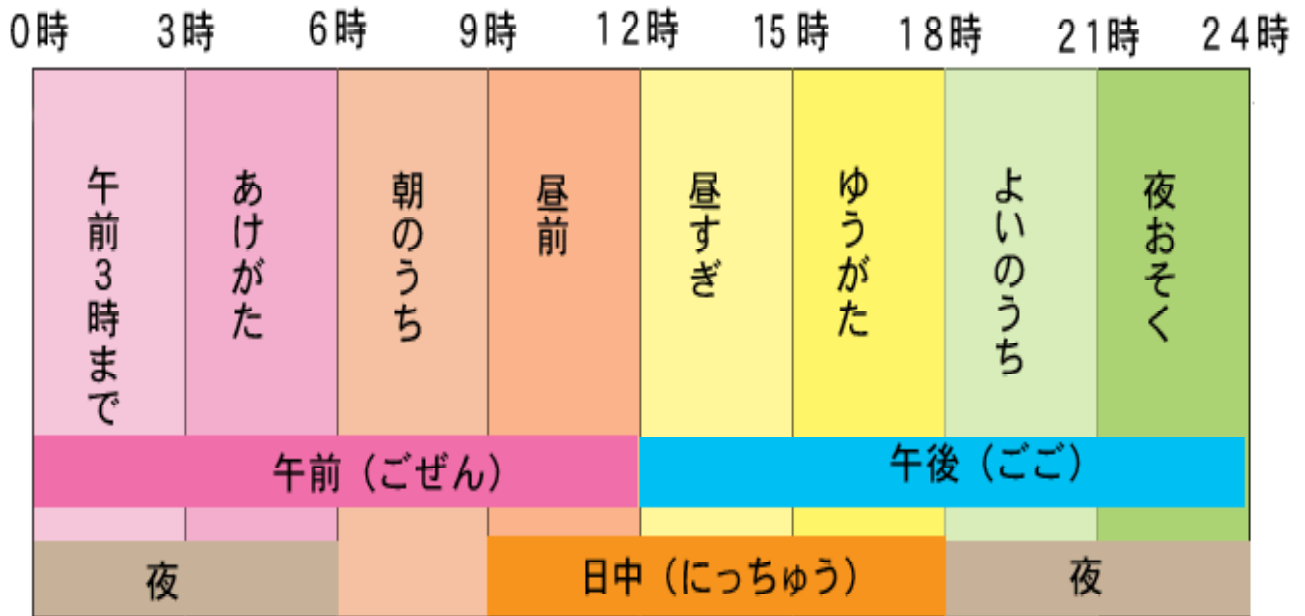 0時 3時 6時 9時 12時 15時 18時 21時 24時
午前3時まで
あけがた
朝のうち
昼前
昼すぎ
ゆうがた
よいのうち
夜おそく
午前（ごぜん）
午後（ごご）
夜
日中（にっちゅう）
夜